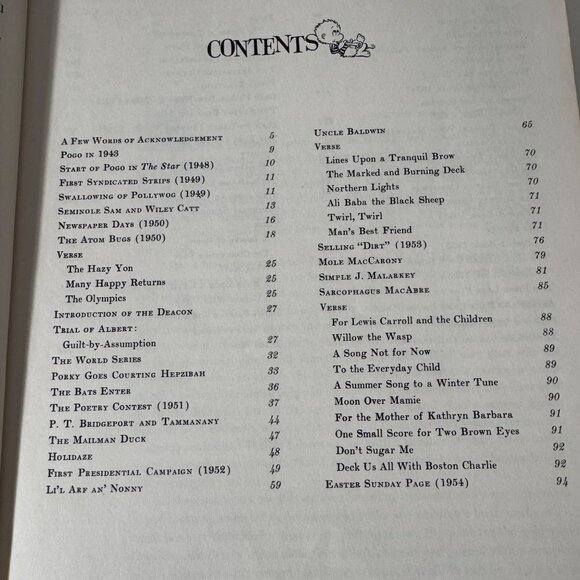 CONTENTS
A FEW WORDS OF ACKNOWLEDGEMENT 5
POGO IN 1943 9
START OF POGO IN The Star (1948) 10
FIRST SYNDICATED STRIPS (1949) 11
SWALLOWING OF POLLYWOG (1949) 11
SEMINOLE SAM AND WILEY CATT 13
NEWSPAPER DAYS (1950) 16
THE ATOM BUGS (1950) 18
VERSE
The Hazy Yon 25
Many Happy Returns 25
The Olympics 25
INTRODUCTION OF THE DEACON 27
TRIAL OF ALBERT:
Guilt-by-Assumption 27
THE WORLD SERIES 32
PORKY GOES COURTING HEPZIBAH 33
THE BATS ENTER 36
THE POETRY CONTEST (1951) 37
P. T. BRIDGEPORT AND TAMMANANY 44
THE MAILMAN DUCK 47
HOLIDAZE 48
FIRST PRESIDENTIAL CAMPAIGN (1952) 49
LI'L ARF AN' NONNY 59
UNCLE BALDWIN 65
VERSE
Lines Upon a Tranquil Brow 70
The Marked and Burning Deck 70
Northern Lights 70
Ali Baba the Black Sheep 71
Twirl, Twirl 71
Man's Best Friend 71
SELLING "DIRT" (1953) 76
MOLE MACCARONY 79
SIMPLE J. MALARKEY 81
SARCOPHAGUS MACABRE 85
VERSE
For Lewis Carroll and the Children 88
Willow the Wasp 88
A Song Not for Now 89
To the Everyday Child 89
A Summer Song to a Winter Tune 90
Moon Over Mamie 90
For the Mother of Kathryn Barbara 91
One Small Score for Two Brown Eyes 91
Don't Sugar Me 92
Deck Us All With Boston Charlie 92
EASTER SUNDAY PAGE (1954) 94